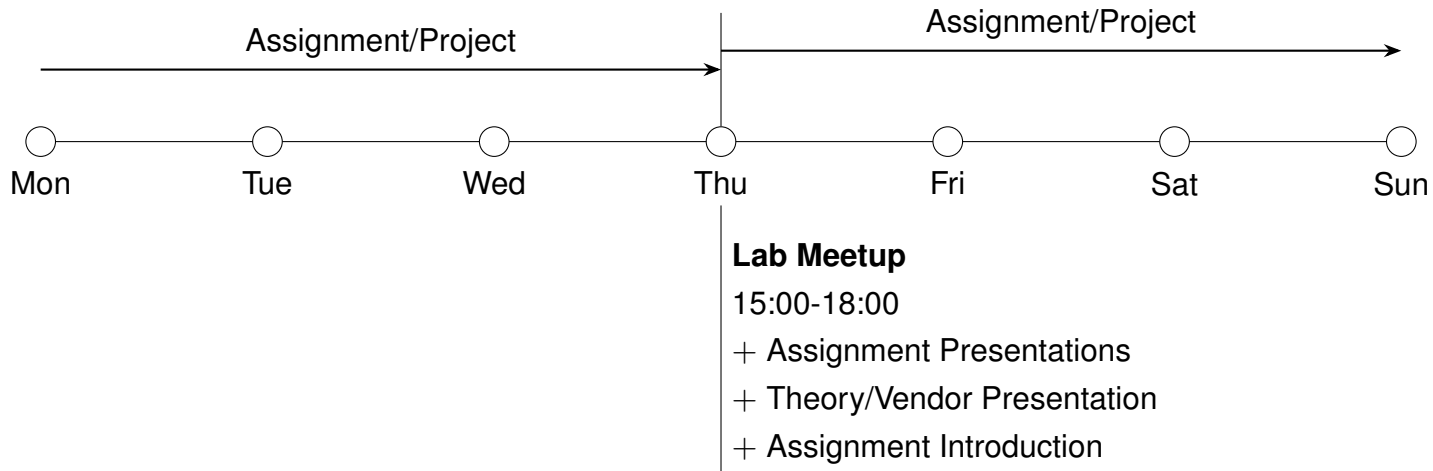 Assignment/Project
Assignment/Project
Mon Tue Wed Thu Fri Sat Sun
Lab Meetup
15:00-18:00
+ Assignment Presentations
+ Theory/Vendor Presentation
+ Assignment Introduction